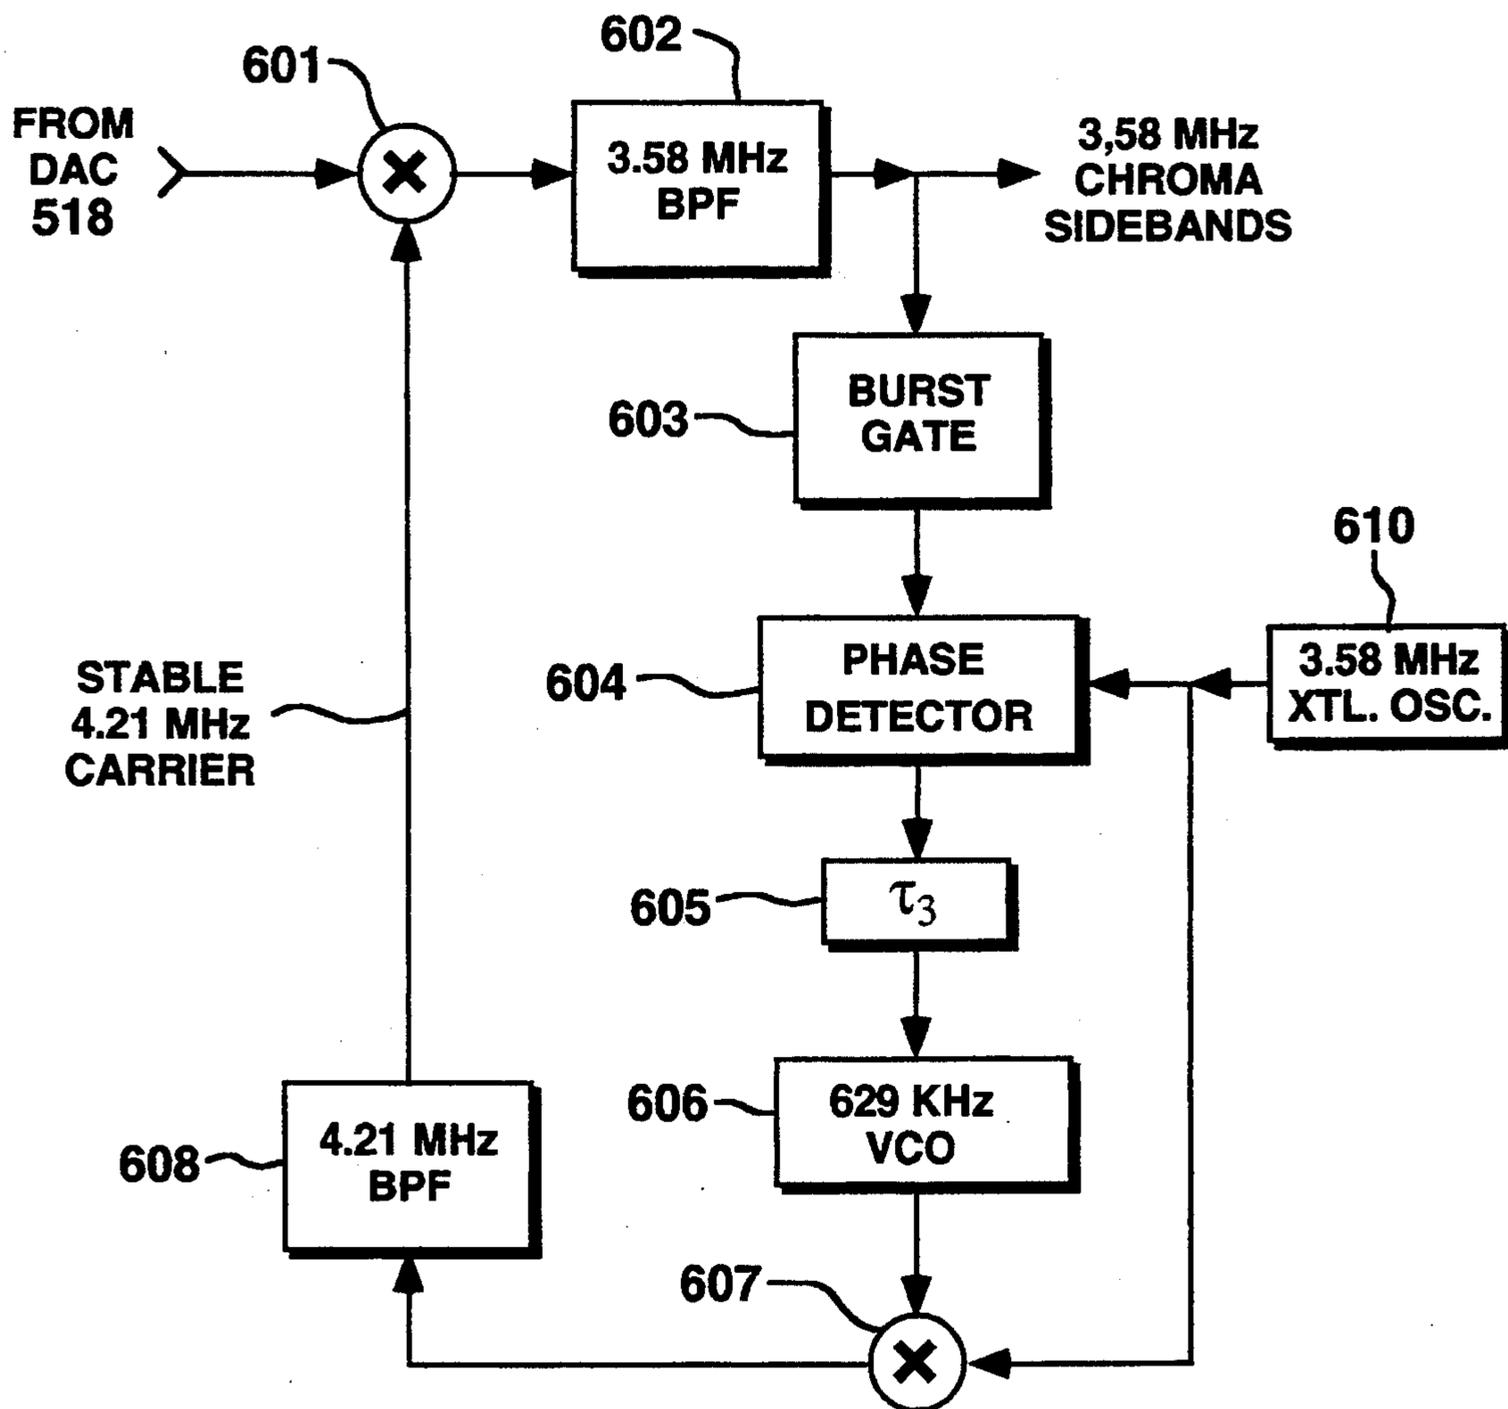 601
602
FROM
DAC
518
3.58 MHz
BPF
3,58 MHz
CHROMA
SIDEBANDS
603
BURST
GATE
610
604
PHASE
DETECTOR
3.58 MHz
XTL. OSC.
STABLE
4.21 MHz
CARRIER
605
τ3
606
629 KHz
VCO
608
4.21 MHz
BPF
607